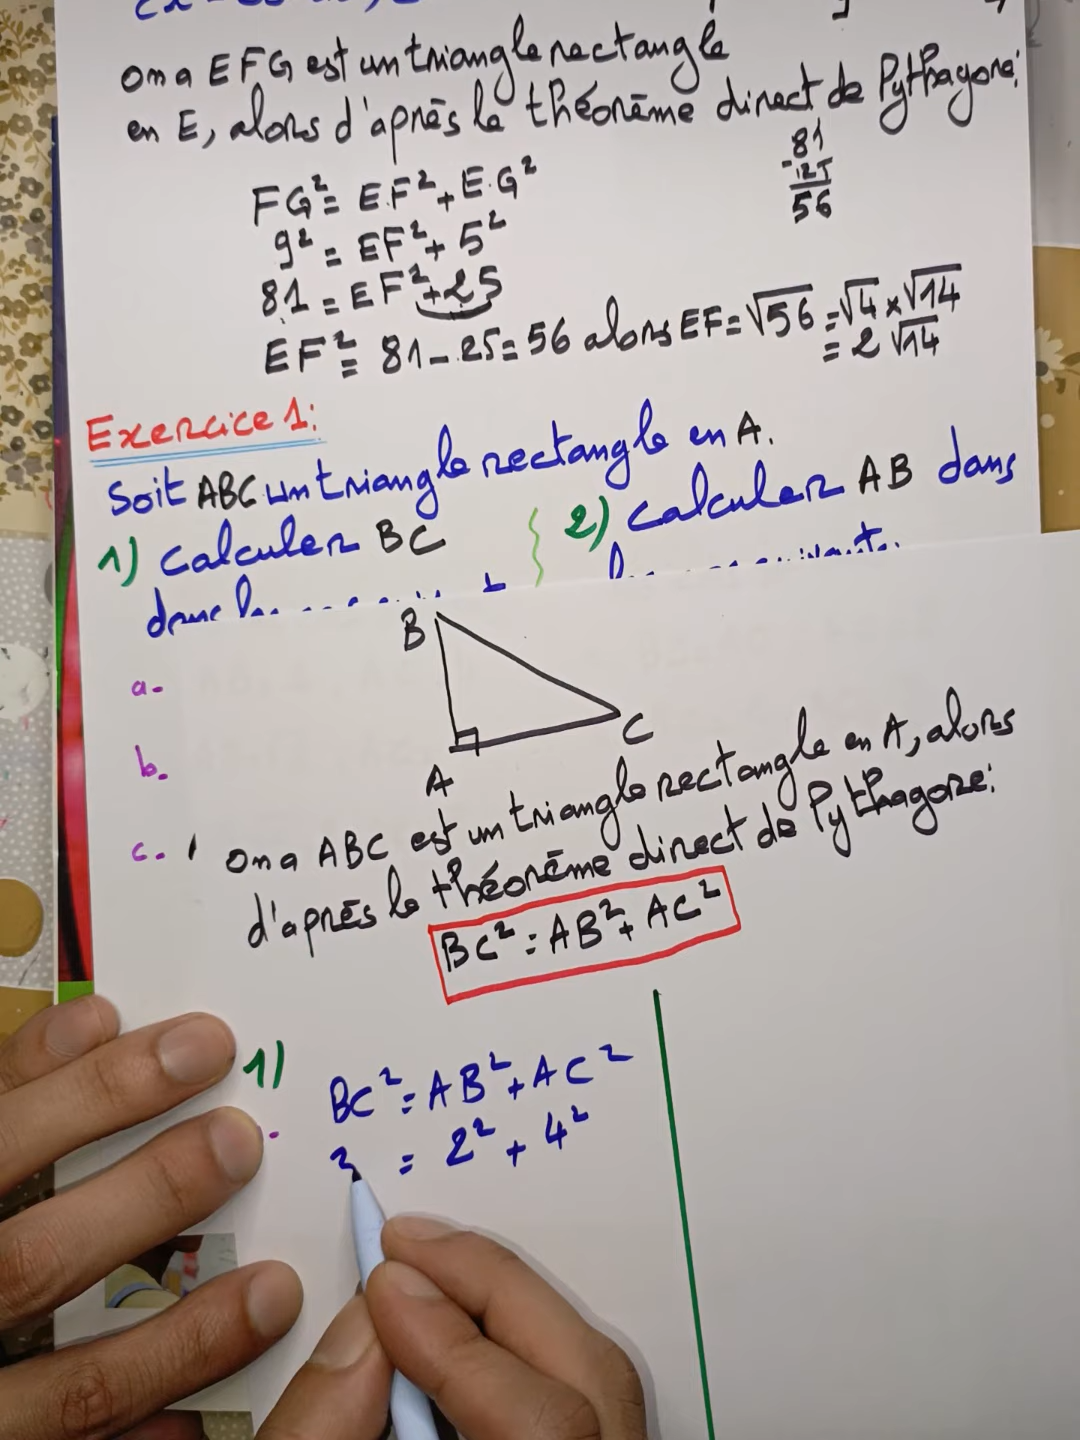 on a EFG est un triangle rectangle
en E, alors d'après le théorème direct de Pythagore:
81
-25
56
FG² = EF² + EG²
9² = EF² + 5²
81 = EF² + 25
EF² = 81 - 25 = 56 alors EF = √56 = √4 × √14
= 2√14
Exercice 1:
Soit ABC un triangle rectangle en A.
1) calculer BC
2) calculer AB dans
dans
B
a-
C
b.
A
c.
on a ABC est un triangle rectangle en A, alors
d'après le théorème direct de Pythagore:
BC² = AB² + AC²
1)
BC² = AB² + AC²
= 2² + 4²